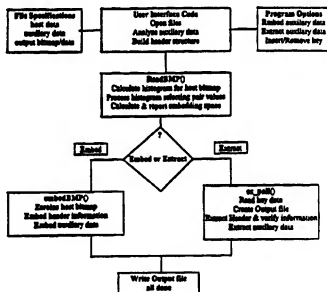 File Specifications
host data
auxiliary data
output bitmap/data
User Interface Code
Open files
Analyze auxiliary data
Build header structure
Program Options
Embed auxiliary data
Extract auxiliary data
Insert/Remove key
ReadBMP()
Calculate histogram for host bitmap
Process histogram selecting pair values
Calculate & report embedding space
?
Embed or Extract
Embed
Extract
embedBMP()
Zeroize host bitmap
Embed header information
Embed auxiliary data
Read key data
Create Output file
Extract Header & verify information
Extract auxiliary data
Write Output file
all done